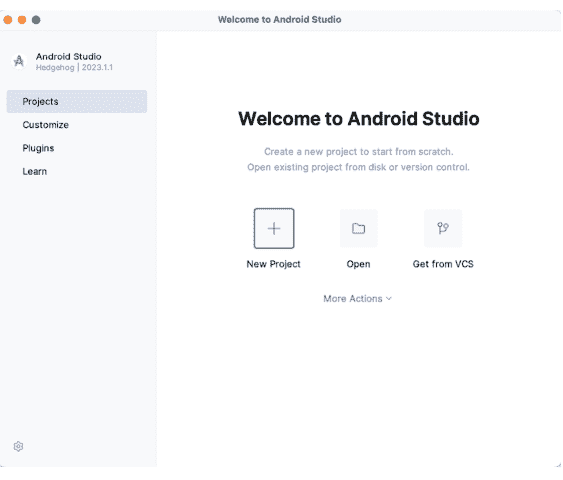 Welcome to Android Studio
Android Studio
Hedgehog | 2023.1.1
Projects
Customize
Plugins
Learn
Welcome to Android Studio
Create a new project to start from scratch.
Open existing project from disk or version control.
New Project
Open
Get from VCS
More Actions